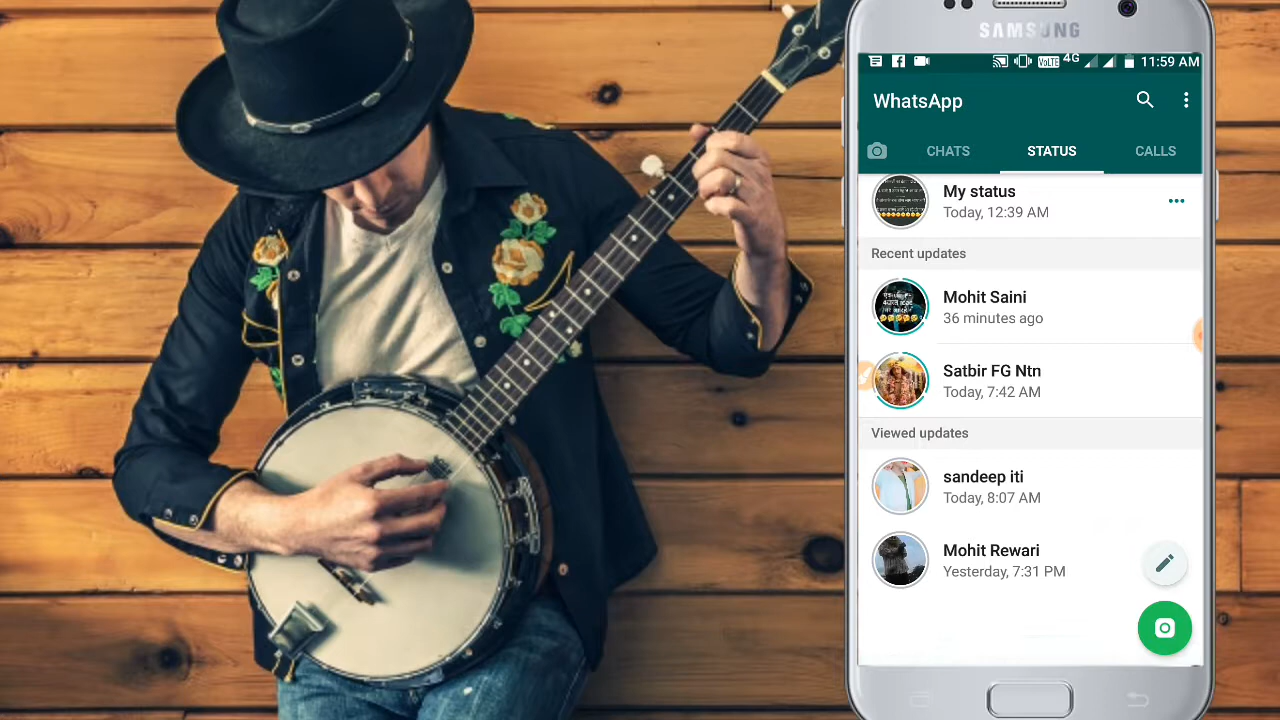 SAMSUNG
VoLTE 4G 11:59 AM
WhatsApp
CHATS STATUS CALLS
My status
Today, 12:39 AM
Recent updates
Mohit Saini
36 minutes ago
Satbir FG Ntn
Today, 7:42 AM
Viewed updates
sandeep iti
Today, 8:07 AM
Mohit Rewari
Yesterday, 7:31 PM